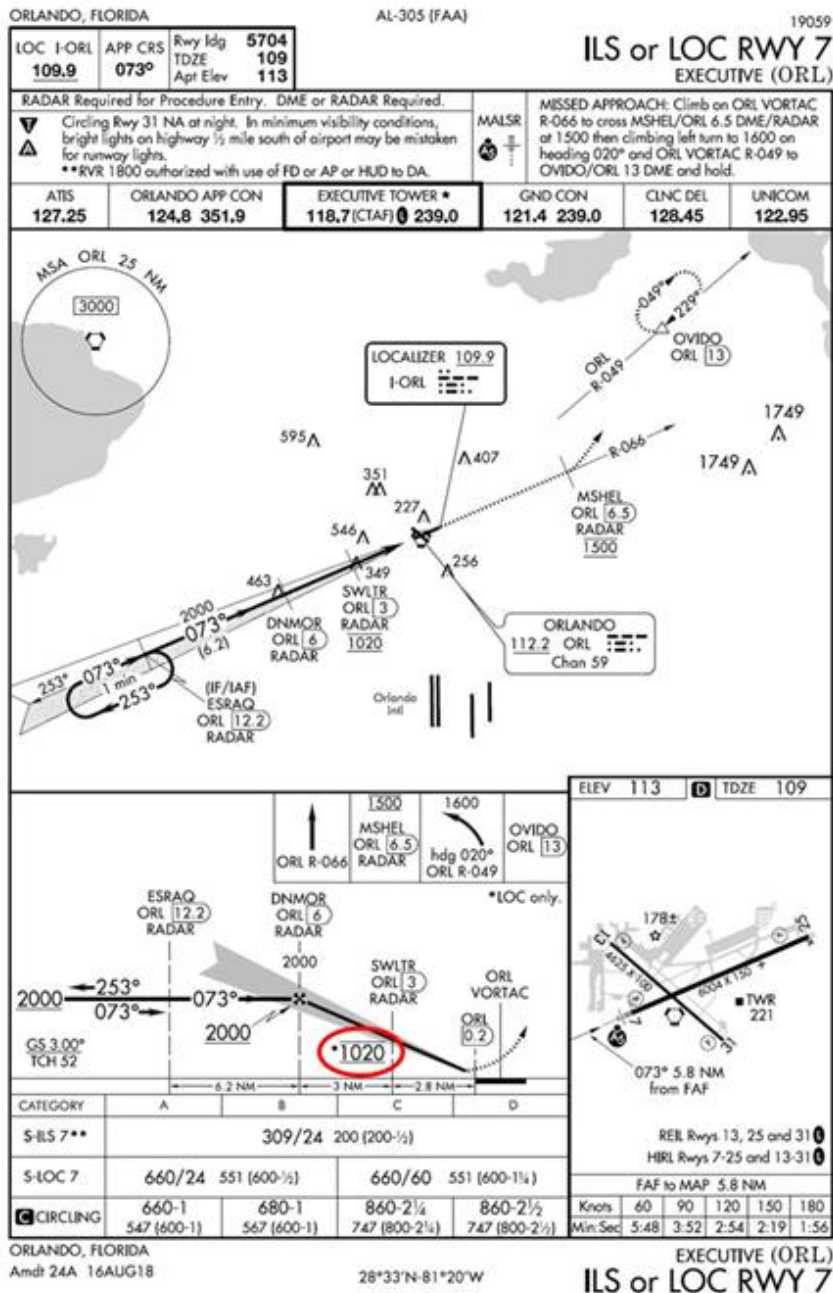 ORLANDO, FLORIDA
AL-305 (FAA)
19059
LOC I-ORL
109.9
APP CRS
073°
Rwy Idg 5704
TDZE 109
Apt Elev 113
ILS or LOC RWY 7
EXECUTIVE (ORL)
RADAR Required for Procedure Entry. DME or RADAR Required.
Circling Rwy 31 NA at night. In minimum visibility conditions,
bright lights on highway ½ mile south of airport may be mistaken
for runway lights.
**RVR 1800 authorized with use of FD or AP or HUD to DA.
MALSR
MISSED APPROACH: Climb on ORL VORTAC
R-066 to cross MSHEL/ORL 6.5 DME/RADAR
at 1500 then climbing left turn to 1600 on
heading 020° and ORL VORTAC R-049 to
OVIDO/ORL 13 DME and hold.
ATIS
127.25
ORLANDO APP CON
124.8 351.9
EXECUTIVE TOWER *
118.7(CTAF) L 239.0
GND CON
121.4 239.0
CLNC DEL
128.45
UNICOM
122.95
MSA ORL 25 NM
3000
049°
229°
OVIDO
ORL 13
ORL
R-049
LOCALIZER 109.9
I-ORL
595
407
351
227
546
349
256
463
1749
1749
R-066
MSHEL
ORL 6.5
RADAR
1500
SWLTR
ORL 3
RADAR
1020
DNMOR
ORL 6
RADAR
2000
073°
(6.2)
253°
073°
1 min
253°
(IF/IAF)
ESRAQ
ORL 12.2
RADAR
ORLANDO
112.2 ORL
Chan 59
Orlando
Intl
ORL R-066
1500
MSHEL
ORL 6.5
RADAR
1600
hdg 020°
ORL R-049
OVIDO
ORL 13
*LOC only.
ESRAQ
ORL 12.2
RADAR
DNMOR
ORL 6
RADAR
2000
SWLTR
ORL 3
RADAR
ORL
VORTAC
ORL
0.2
2000
253°
073°
073°
2000
*1020
GS 3.00°
TCH 52
6.2 NM
3 NM
2.8 NM
ELEV 113 D TDZE 109
178±
13
25
4625 X 100
6004 X 150
TWR
221
7
31
A5
073° 5.8 NM
from FAF
REIL Rwys 13, 25 and 31 L
HIRL Rwys 7-25 and 13-31 L
FAF to MAP 5.8 NM
Knots 60 90 120 150 180
Min:Sec 5:48 3:52 2:54 2:19 1:56
CATEGORY A B C D
S-ILS 7** 309/24 200 (200-½)
S-LOC 7 660/24 551 (600-½) 660/60 551 (600-1¼)
C CIRCLING
660-1
547 (600-1)
680-1
567 (600-1)
860-2¼
747 (800-2¼)
860-2½
747 (800-2½)
ORLANDO, FLORIDA
Amdt 24A 16AUG18
28°33'N-81°20'W
EXECUTIVE (ORL)
ILS or LOC RWY 7